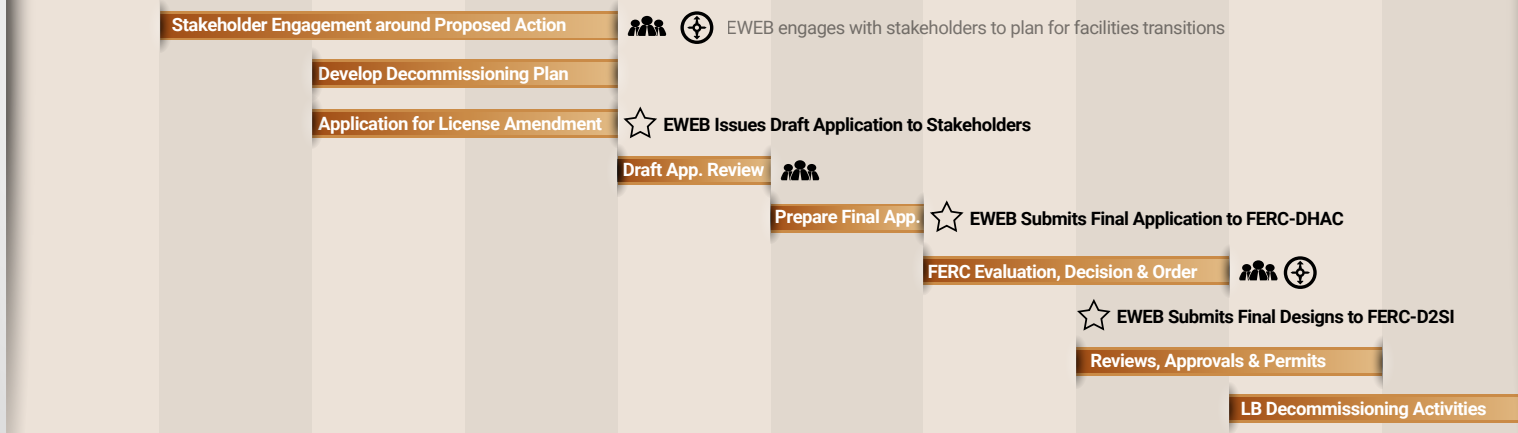 Stakeholder Engagement around Proposed Action
EWEB engages with stakeholders to plan for facilities transitions
Develop Decommissioning Plan
Application for License Amendment
EWEB Issues Draft Application to Stakeholders
Draft App. Review
Prepare Final App.
EWEB Submits Final Application to FERC-DHAC
FERC Evaluation, Decision & Order
EWEB Submits Final Designs to FERC-D2SI
Reviews, Approvals & Permits
LB Decommissioning Activities